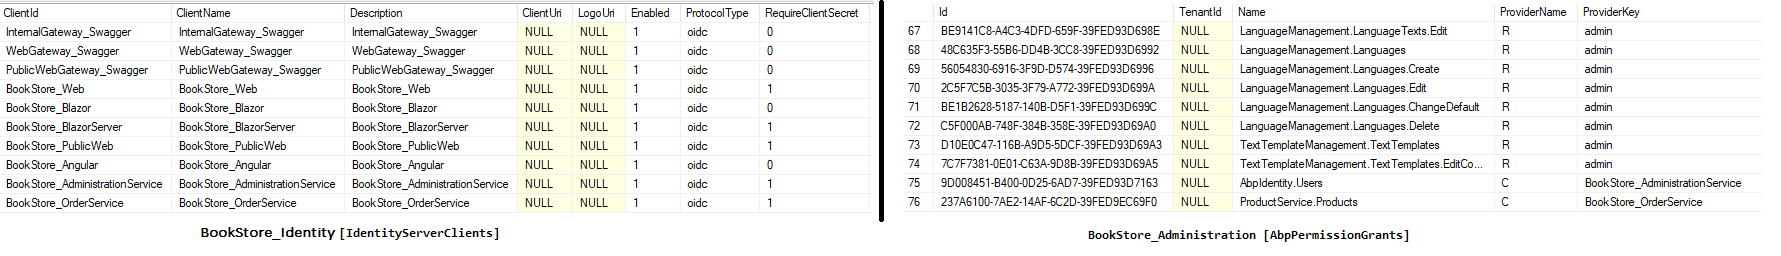 ClientId ClientName Description ClientUri LogoUri Enabled ProtocolType RequireClientSecret
InternalGateway_Swagger InternalGateway_Swagger InternalGateway_Swagger NULL NULL 1 oidc 0
WebGateway_Swagger WebGateway_Swagger WebGateway_Swagger NULL NULL 1 oidc 0
PublicWebGateway_Swagger PublicWebGateway_Swagger PublicWebGateway_Swagger NULL NULL 1 oidc 0
BookStore_Web BookStore_Web BookStore_Web NULL NULL 1 oidc 1
BookStore_Blazor BookStore_Blazor BookStore_Blazor NULL NULL 1 oidc 0
BookStore_BlazorServer BookStore_BlazorServer BookStore_BlazorServer NULL NULL 1 oidc 1
BookStore_PublicWeb BookStore_PublicWeb BookStore_PublicWeb NULL NULL 1 oidc 1
BookStore_Angular BookStore_Angular BookStore_Angular NULL NULL 1 oidc 0
BookStore_AdministrationService BookStore_AdministrationService BookStore_AdministrationService NULL NULL 1 oidc 1
BookStore_OrderService BookStore_OrderService BookStore_OrderService NULL NULL 1 oidc 1
BookStore_Identity [IdentityServerClients]
Id TenantId Name ProviderName ProviderKey
67 BE9141C8-A4C3-4DFD-659F-39FED93D698E NULL LanguageManagement.LanguageTexts.Edit R admin
68 48C635F3-55B6-DD4B-3CC8-39FED93D6992 NULL LanguageManagement.Languages R admin
69 56054830-6916-3F9D-D574-39FED93D6996 NULL LanguageManagement.Languages.Create R admin
70 2C5F7C5B-3035-3F79-A772-39FED93D699A NULL LanguageManagement.Languages.Edit R admin
71 BE1B2628-5187-140B-D5F1-39FED93D699C NULL LanguageManagement.Languages.ChangeDefault R admin
72 C5F000AB-748F-384B-358E-39FED93D69A0 NULL LanguageManagement.Languages.Delete R admin
73 D10E0C47-116B-A9D5-5DCF-39FED93D69A3 NULL TextTemplateManagement.TextTemplates R admin
74 7C7F7381-0E01-C63A-9D8B-39FED93D69A5 NULL TextTemplateManagement.TextTemplates.EditCo... R admin
75 9D008451-B400-0D25-6AD7-39FED93D7163 NULL AbpIdentity.Users C BookStore_AdministrationService
76 237A6100-7AE2-14AF-6C2D-39FED9EC69F0 NULL ProductService.Products C BookStore_OrderService
BookStore_Administration [AbpPermissionGrants]